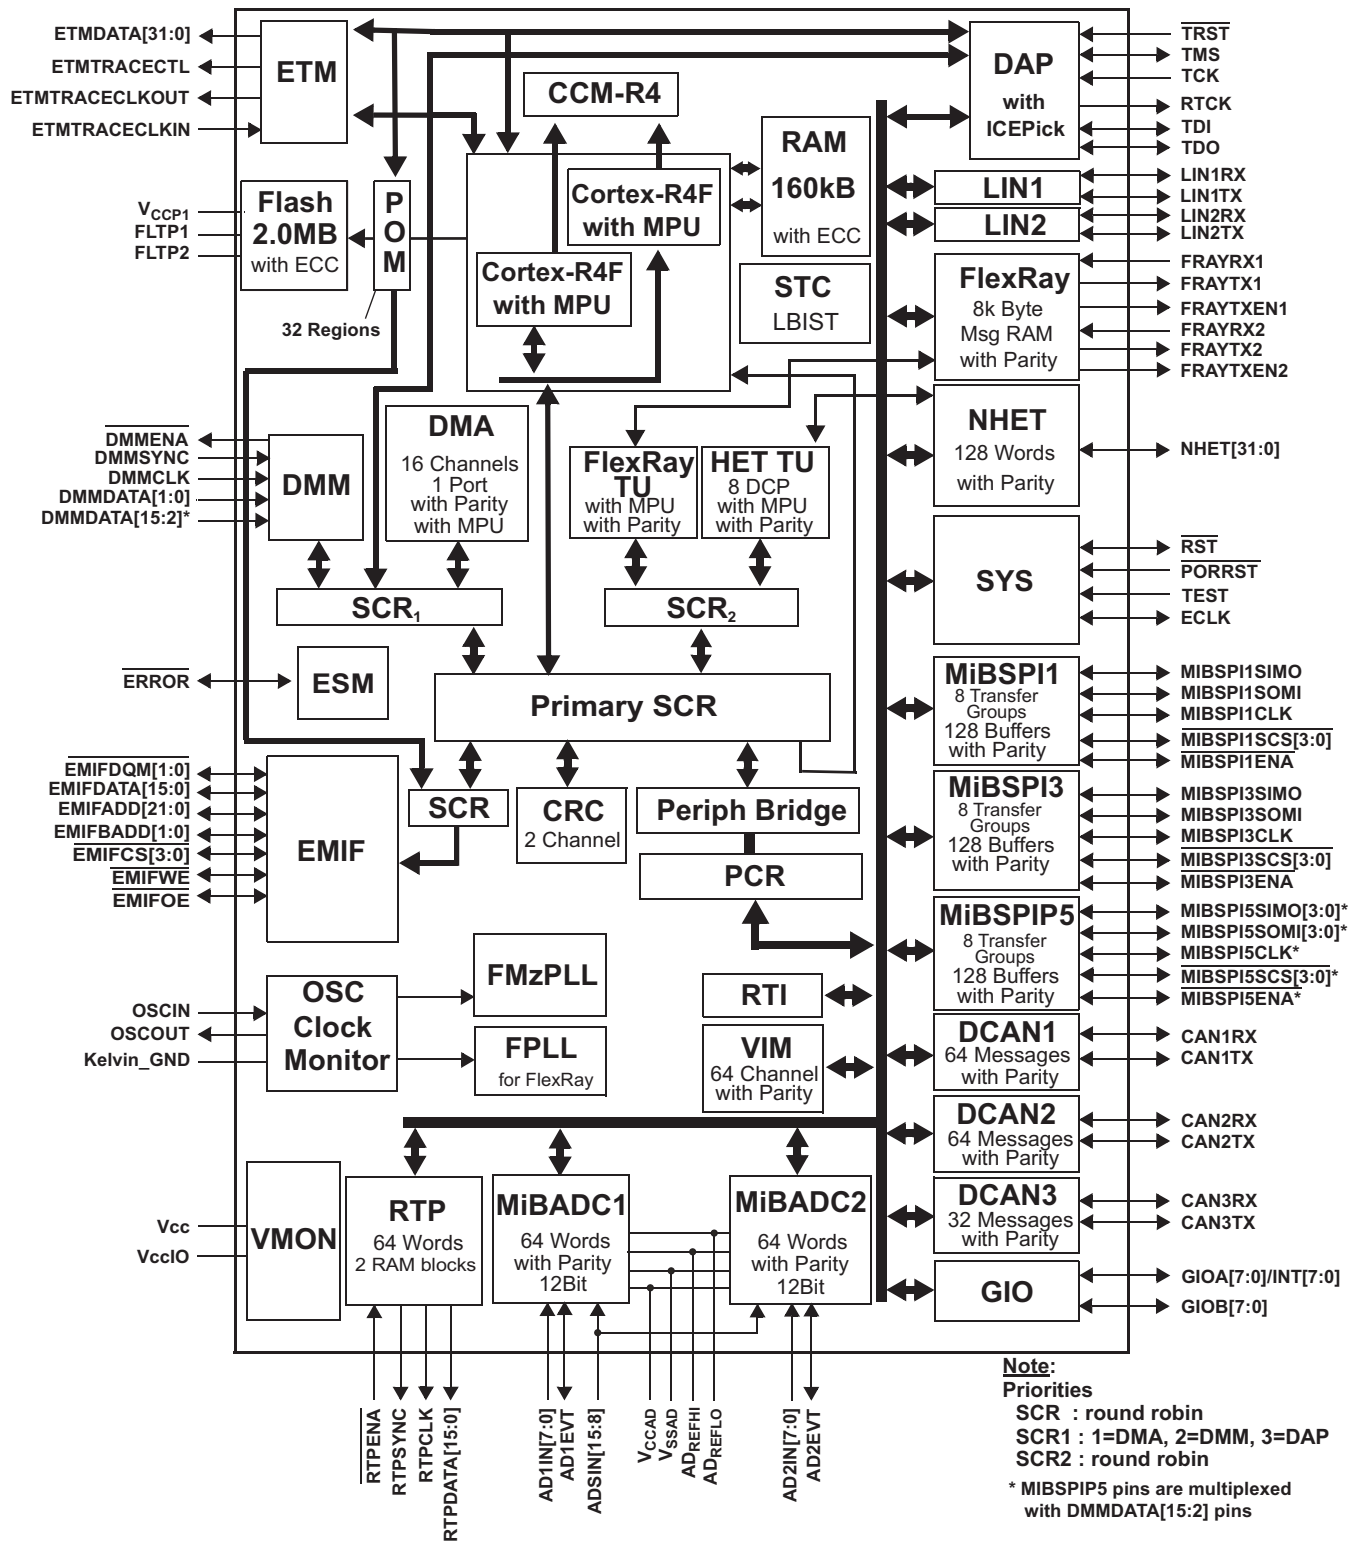 ETMDATA[31:0]
ETMTRACECTL
ETMTRACECLKOUT
ETMTRACECLKIN
ETM
CCM-R4
DAP
with
ICEPick
TRST
TMS
TCK
RTCK
TDI
TDO
VCCP1
FLTP1
FLTP2
Flash
2.0MB
with ECC
P
O
M
32 Regions
Cortex-R4F
with MPU
Cortex-R4F
with MPU
RAM
160kB
with ECC
STC
LBIST
LIN1
LIN2
LIN1RX
LIN1TX
LIN2RX
LIN2TX
FlexRay
8k Byte
Msg RAM
with Parity
FRAYRX1
FRAYTX1
FRAYTXEN1
FRAYRX2
FRAYTX2
FRAYTXEN2
DMMENA
DMMSYNC
DMMCLK
DMMDATA[1:0]
DMMDATA[15:2]*
DMM
DMA
16 Channels
1 Port
with Parity
with MPU
FlexRay
TU
with MPU
with Parity
HET TU
8 DCP
with MPU
with Parity
NHET
128 Words
with Parity
NHET[31:0]
SCR1
SCR2
SYS
RST
PORRST
TEST
ECLK
ERROR
ESM
Primary SCR
MiBSPI1
8 Transfer
Groups
128 Buffers
with Parity
MIBSPI1SIMO
MIBSPI1SOMI
MIBSPI1CLK
MIBSPI1SCS[3:0]
MIBSPI1ENA
EMIFDQM[1:0]
EMIFDATA[15:0]
EMIFADD[21:0]
EMIFBADD[1:0]
EMIFCS[3:0]
EMIFWE
EMIFOE
EMIF
SCR
CRC
2 Channel
Periph Bridge
PCR
MiBSPI3
8 Transfer
Groups
128 Buffers
with Parity
MIBSPI3SIMO
MIBSPI3SOMI
MIBSPI3CLK
MIBSPI3SCS[3:0]
MIBSPI3ENA
MiBSPIP5
8 Transfer
Groups
128 Buffers
with Parity
MIBSPI5SIMO[3:0]*
MIBSPI5SOMI[3:0]*
MIBSPI5CLK*
MIBSPI5SCS[3:0]*
MIBSPI5ENA*
OSCIN
OSCOUT
Kelvin_GND
OSC
Clock
Monitor
FMzPLL
FPLL
for FlexRay
RTI
VIM
64 Channel
with Parity
DCAN1
64 Messages
with Parity
CAN1RX
CAN1TX
DCAN2
64 Messages
with Parity
CAN2RX
CAN2TX
DCAN3
32 Messages
with Parity
CAN3RX
CAN3TX
Vcc
VccIO
VMON
RTP
64 Words
2 RAM blocks
MiBADC1
64 Words
with Parity
12Bit
MiBADC2
64 Words
with Parity
12Bit
GIO
GIOA[7:0]/INT[7:0]
GIOB[7:0]
RTPENA
RTPSYNC
RTPCLK
RTPDATA[15:0]
AD1IN[7:0]
AD1EVT
ADSIN[15:8]
VCCAD
VSSAD
ADREFHI
ADREFLO
AD2IN[7:0]
AD2EVT
Note:
Priorities
SCR : round robin
SCR1 : 1=DMA, 2=DMM, 3=DAP
SCR2 : round robin
* MIBSPIP5 pins are multiplexed
with DMMDATA[15:2] pins